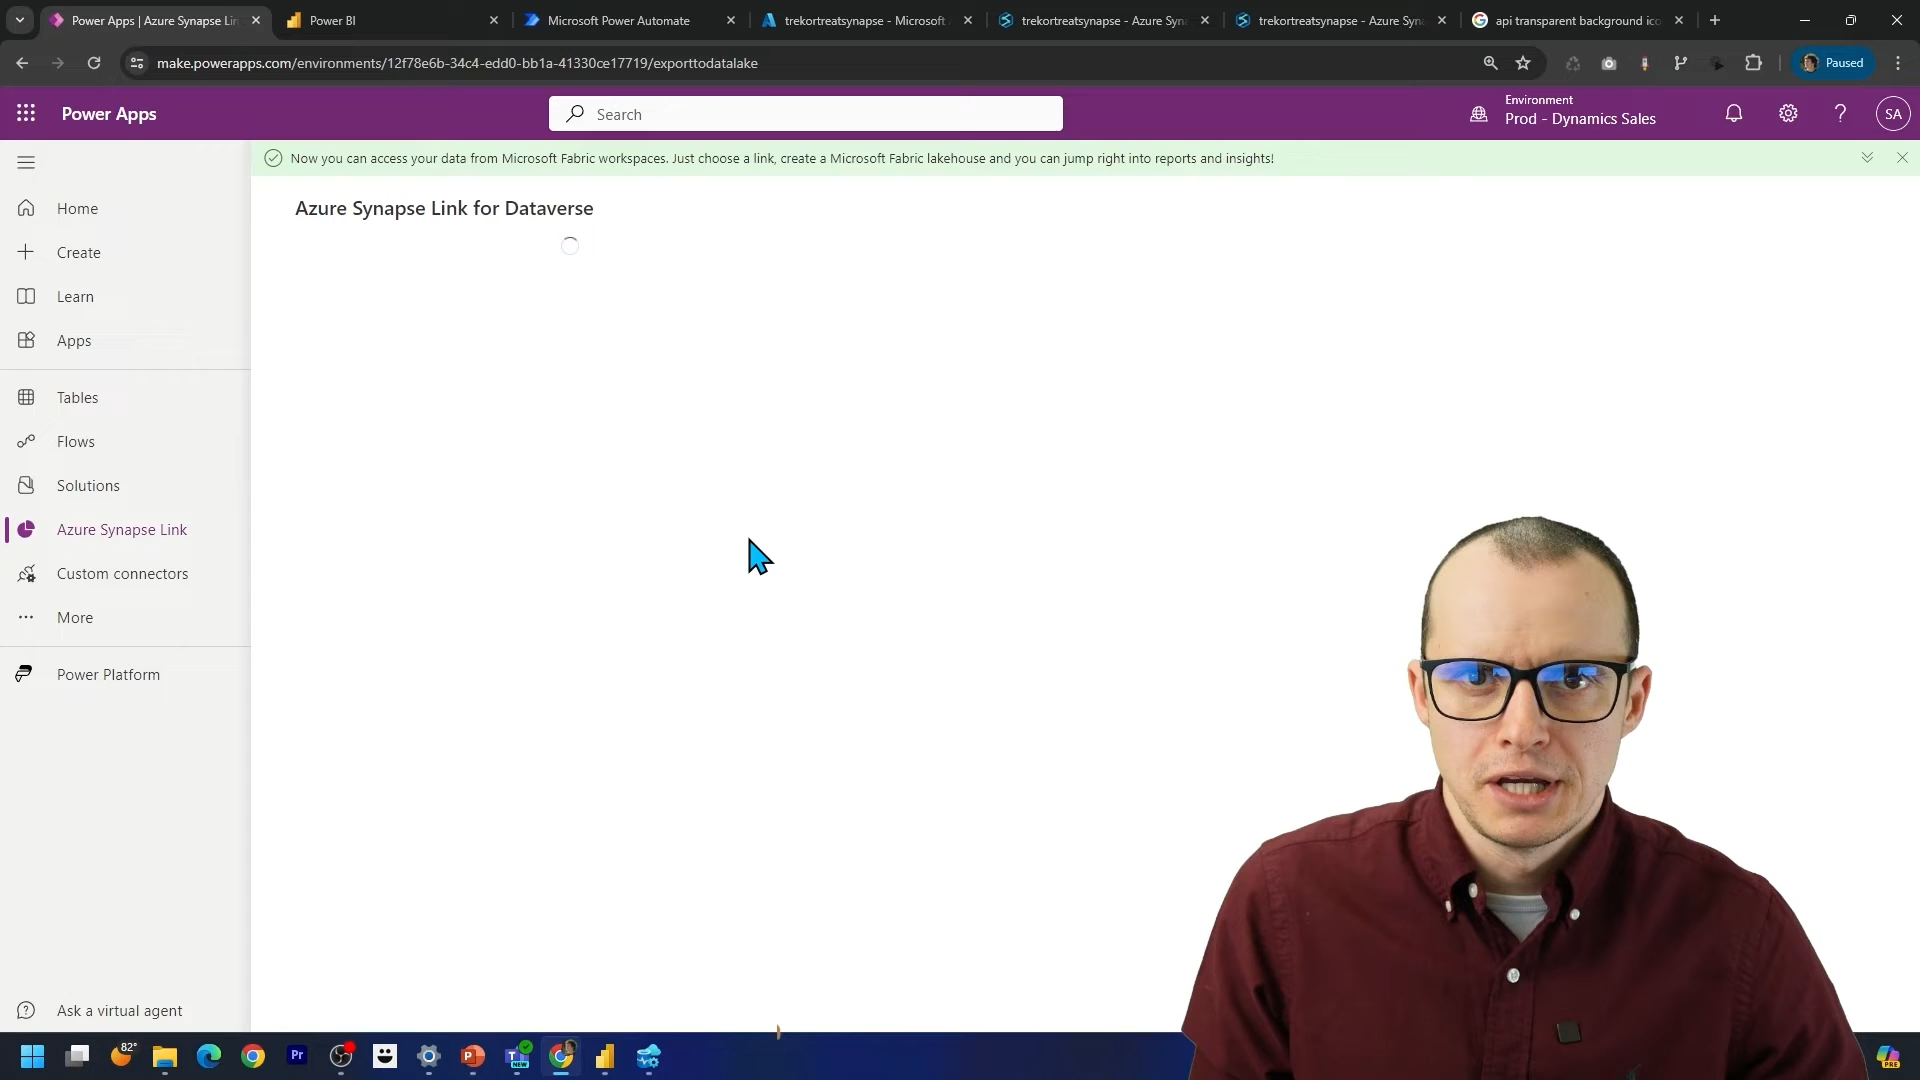 Power Apps | Azure Synapse Lin
Power BI
Microsoft Power Automate
trekortreatsynapse - Microsoft
trekortreatsynapse - Azure Syn
trekortreatsynapse - Azure Syn
api transparent background ico
make.powerapps.com/environments/12f78e6b-34c4-edd0-bb1a-41330ce17719/exporttodatalake
Paused
Power Apps
Search
Environment
Prod - Dynamics Sales
SA
Now you can access your data from Microsoft Fabric workspaces. Just choose a link, create a Microsoft Fabric lakehouse and you can jump right into reports and insights!
Azure Synapse Link for Dataverse
Home
Create
Learn
Apps
Tables
Flows
Solutions
Azure Synapse Link
Custom connectors
More
Power Platform
Ask a virtual agent
82°
Pr
NEW
PRE